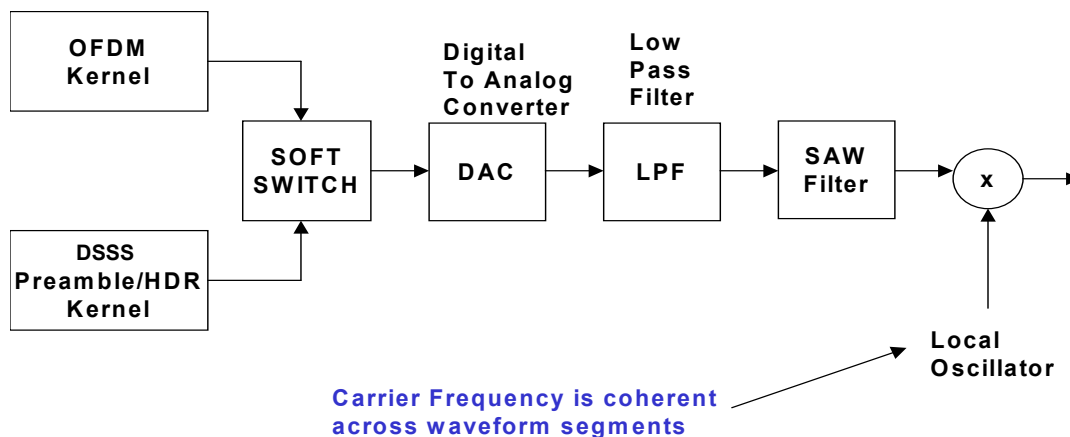 OFDM
Kernel
DSSS
Preamble/HDR
Kernel
SOFT
SWITCH
Digital
To Analog
Converter
DAC
Low
Pass
Filter
LPF
SAW
Filter
x
Local
Oscillator
Carrier Frequency is coherent
across waveform segments